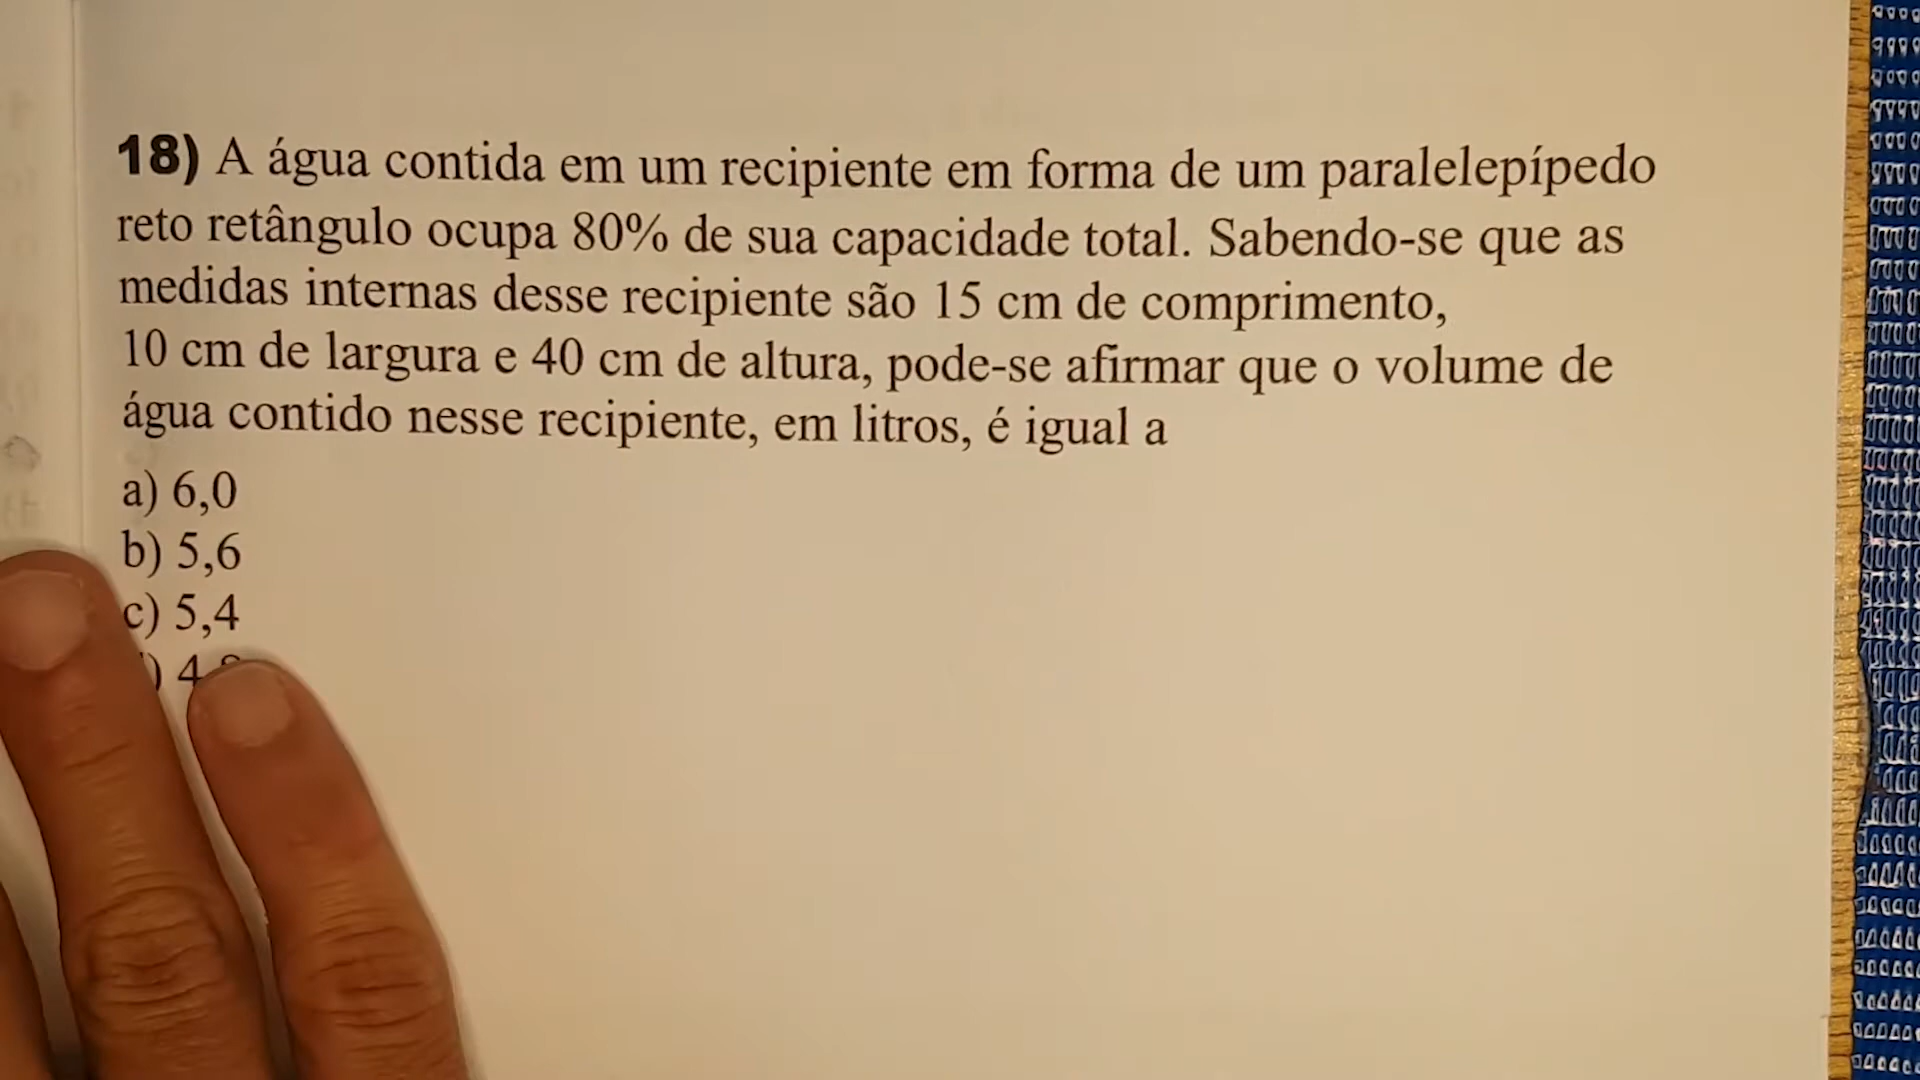 18) A água contida em um recipiente em forma de um paralelepípedo
reto retângulo ocupa 80% de sua capacidade total. Sabendo-se que as
medidas internas desse recipiente são 15 cm de comprimento,
10 cm de largura e 40 cm de altura, pode-se afirmar que o volume de
água contido nesse recipiente, em litros, é igual a
a) 6,0
b) 5,6
c) 5,4
) 4